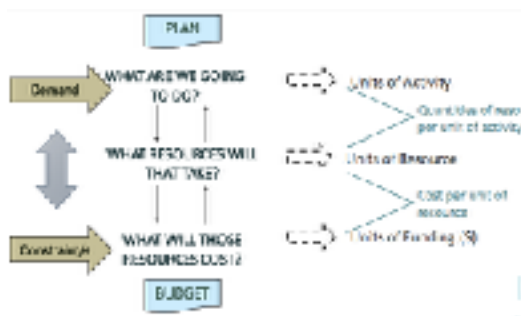 PLAN
Demand
WHAT ARE WE GOING
TO DO?
Units of Activity
Quantities of
per unit of activity
WHAT RESOURCES WILL
THAT TAKE?
Units of Resource
Cost per unit of
resource
Constraints
WHAT WILL THOSE
RESOURCES COST?
Units of Funding ($)
BUDGET